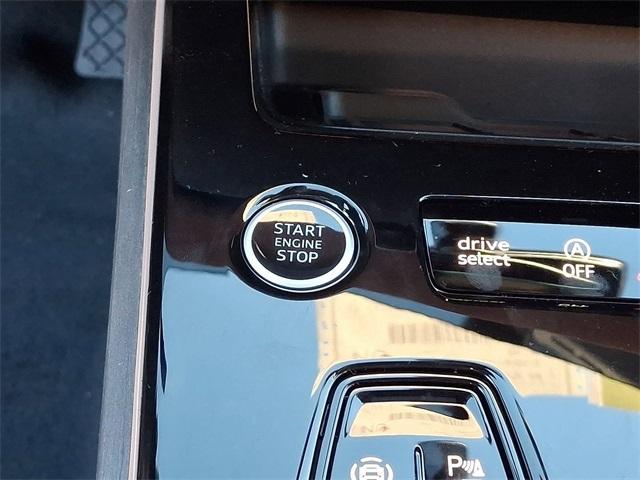 START
ENGINE
STOP
drive
select
A
OFF
P